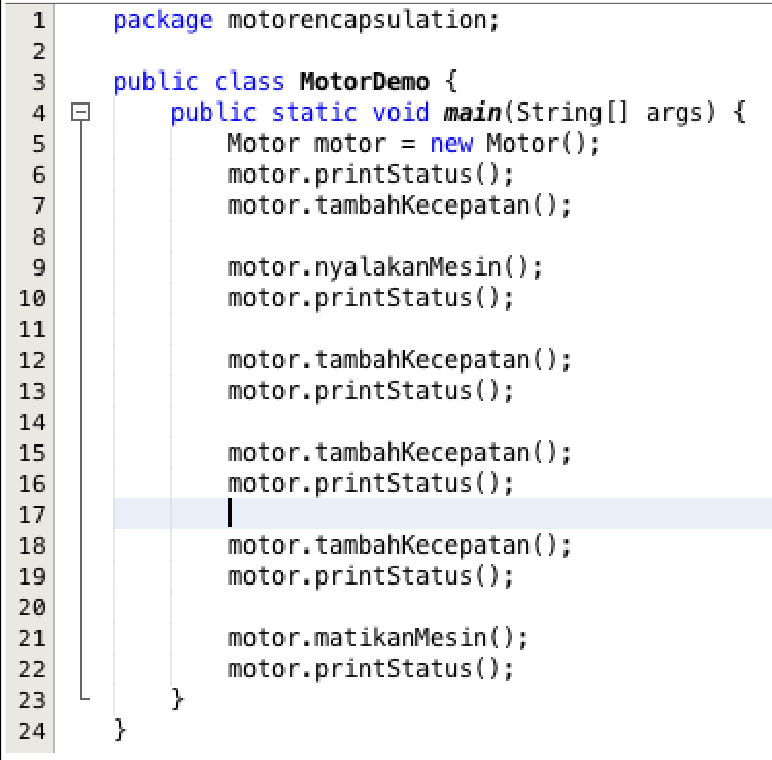 1 package motorencapsulation;
2
3 public class MotorDemo {
4 public static void main(String[] args) {
5 Motor motor = new Motor();
6 motor.printStatus();
7 motor.tambahKecepatan();
8
9 motor.nyalakanMesin();
10 motor.printStatus();
11
12 motor.tambahKecepatan();
13 motor.printStatus();
14
15 motor.tambahKecepatan();
16 motor.printStatus();
17
18 motor.tambahKecepatan();
19 motor.printStatus();
20
21 motor.matikanMesin();
22 motor.printStatus();
23 }
24 }